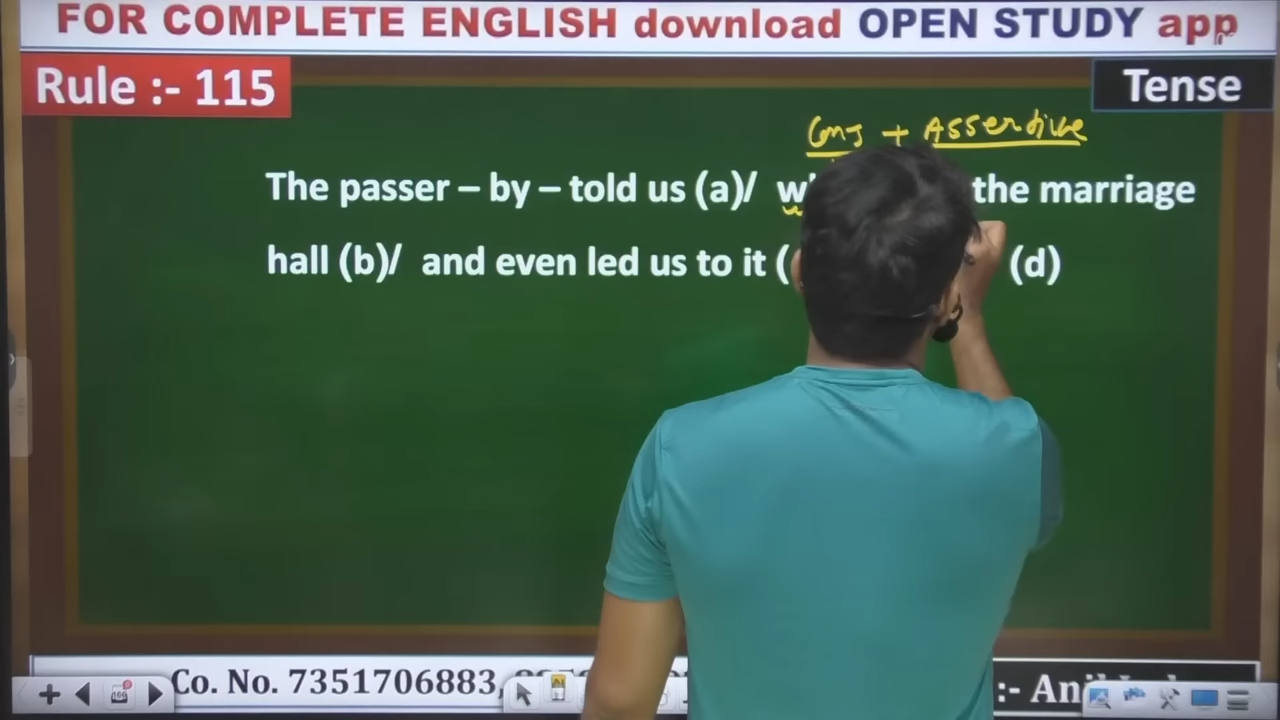 FOR COMPLETE ENGLISH download OPEN STUDY app
Rule :- 115
Tense
Conj + Assertive
The passer – by – told us (a)/ the marriage
hall (b)/ and even led us to it ( (d)
Co. No. 7351706883,
:-